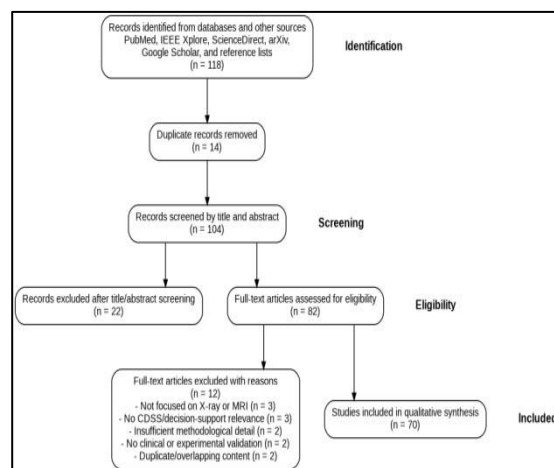 Records identified from databases and other sources
PubMed, IEEE Xplore, ScienceDirect, arXiv,
Google Scholar, and reference lists
(n = 118)
Identification
Duplicate records removed
(n = 14)
Records screened by title and abstract
(n = 104)
Screening
Records excluded after title/abstract screening
(n = 22)
Full-text articles assessed for eligibility
(n = 82)
Eligibility
Full-text articles excluded with reasons
(n = 12)
- Not focused on X-ray or MRI (n = 3)
- No CDSS/decision-support relevance (n = 3)
- Insufficient methodological detail (n = 2)
- No clinical or experimental validation (n = 2)
- Duplicate/overlapping content (n = 2)
Studies included in qualitative synthesis
(n = 70)
Included